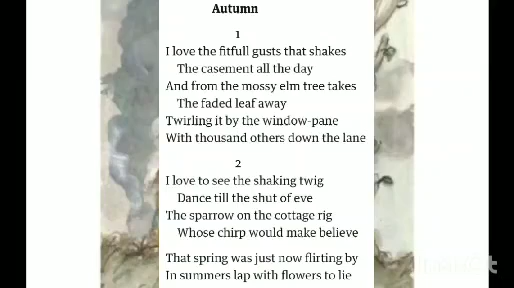 Autumn
1
I love the fitfull gusts that shakes
The casement all the day
And from the mossy elm tree takes
The faded leaf away
Twirling it by the window-pane
With thousand others down the lane
2
I love to see the shaking twig
Dance till the shut of eve
The sparrow on the cottage rig
Whose chirp would make believe
That spring was just now flirting by
In summers lap with flowers to lie